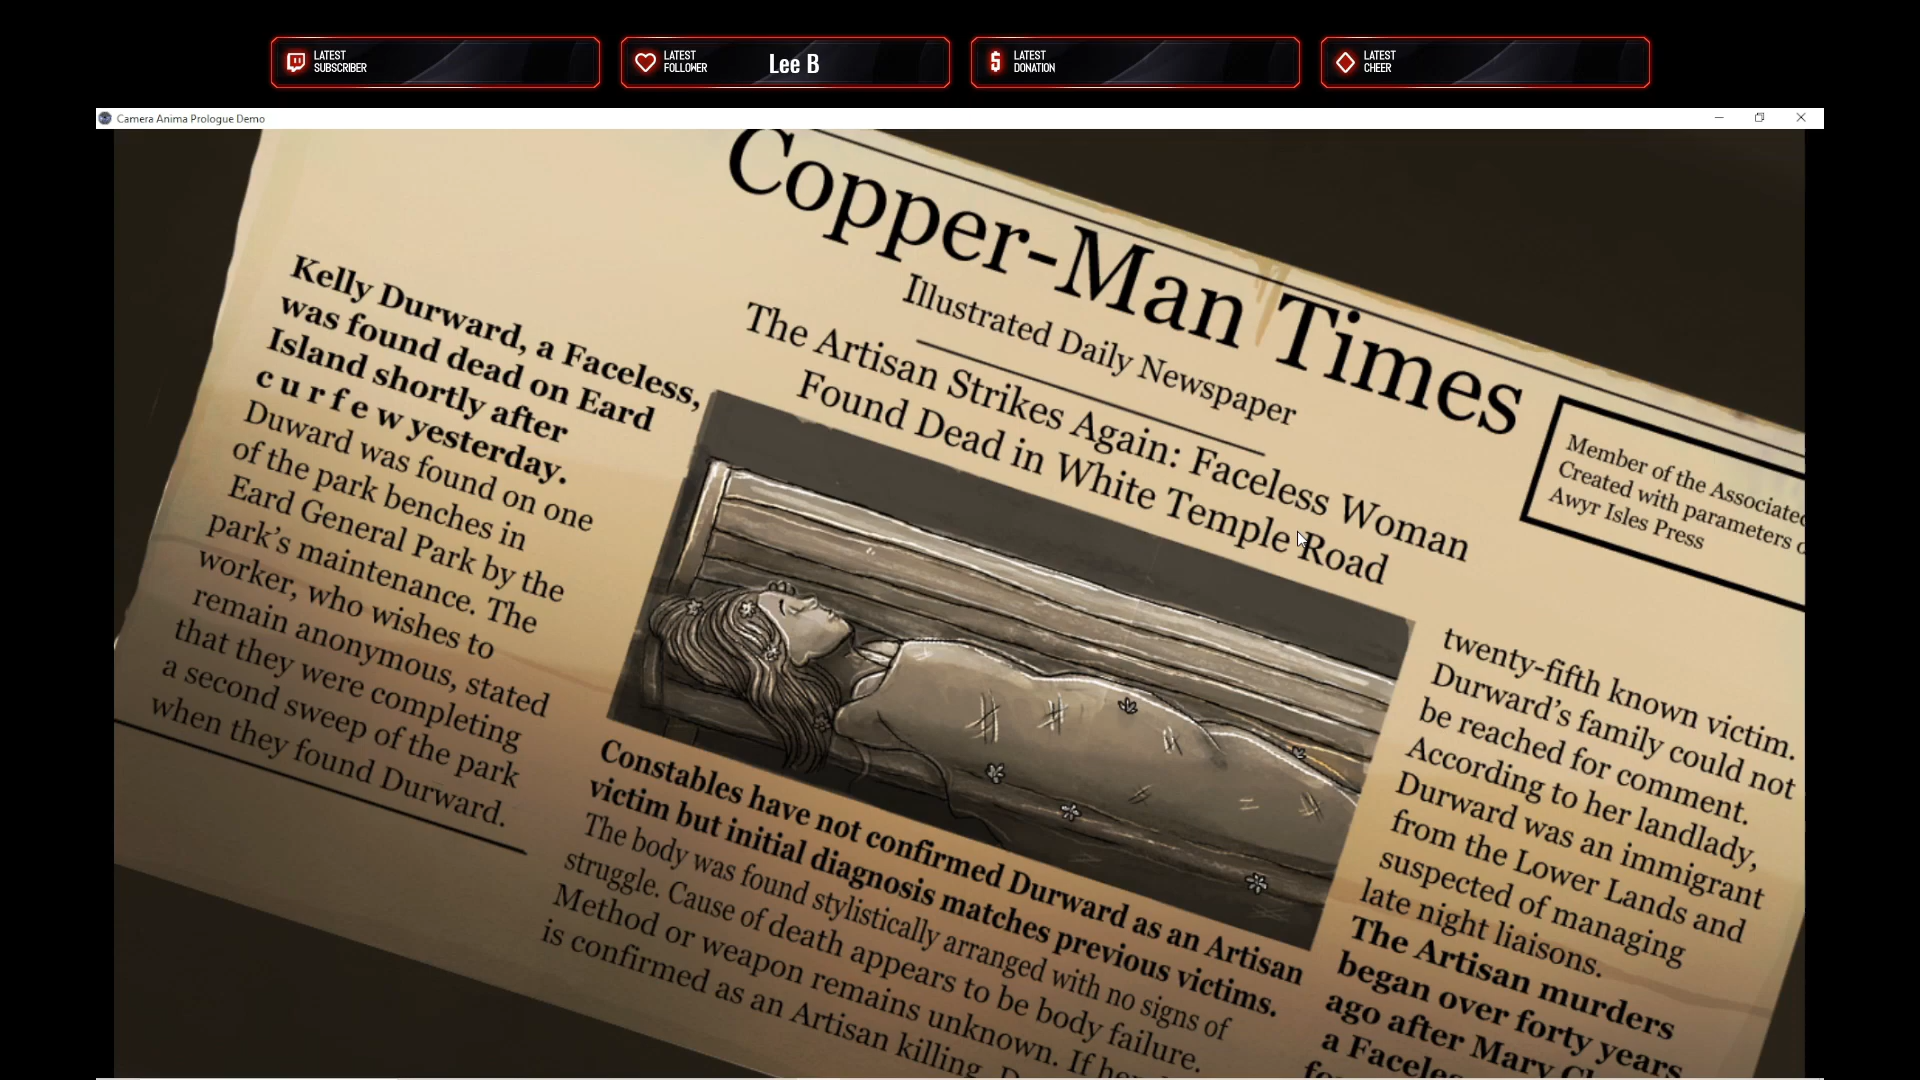 LATEST
SUBSCRIBER
LATEST
FOLLOWER
Lee B
LATEST
DONATION
LATEST
CHEER
Camera Anima Prologue Demo
Copper-Man Times
Illustrated Daily Newspaper
The Artisan Strikes Again: Faceless Woman
Found Dead in White Temple Road
Member of the Associated
Created with parameters
Awyr Isles Press
Kelly Durward, a Faceless,
was found dead on Eard
Island shortly after
c u r f e w yesterday.
Duward was found on one
of the park benches in
Eard General Park by the
park's maintenance. The
worker, who wishes to
remain anonymous, stated
that they were completing
a second sweep of the park
when they found Durward.
Constables have not confirmed Durward as an Artisan
victim but initial diagnosis matches previous victims.
The body was found stylistically arranged with no signs of
struggle. Cause of death appears to be body failure.
Method or weapon remains unknown. If
is confirmed as an Artisan killing,
twenty-fifth known victim.
Durward's family could not
be reached for comment.
According to her landlady,
Durward was an immigrant
from the Lower Lands and
suspected of managing
late night liaisons.
The Artisan murders
began over forty years
ago after Mary
a